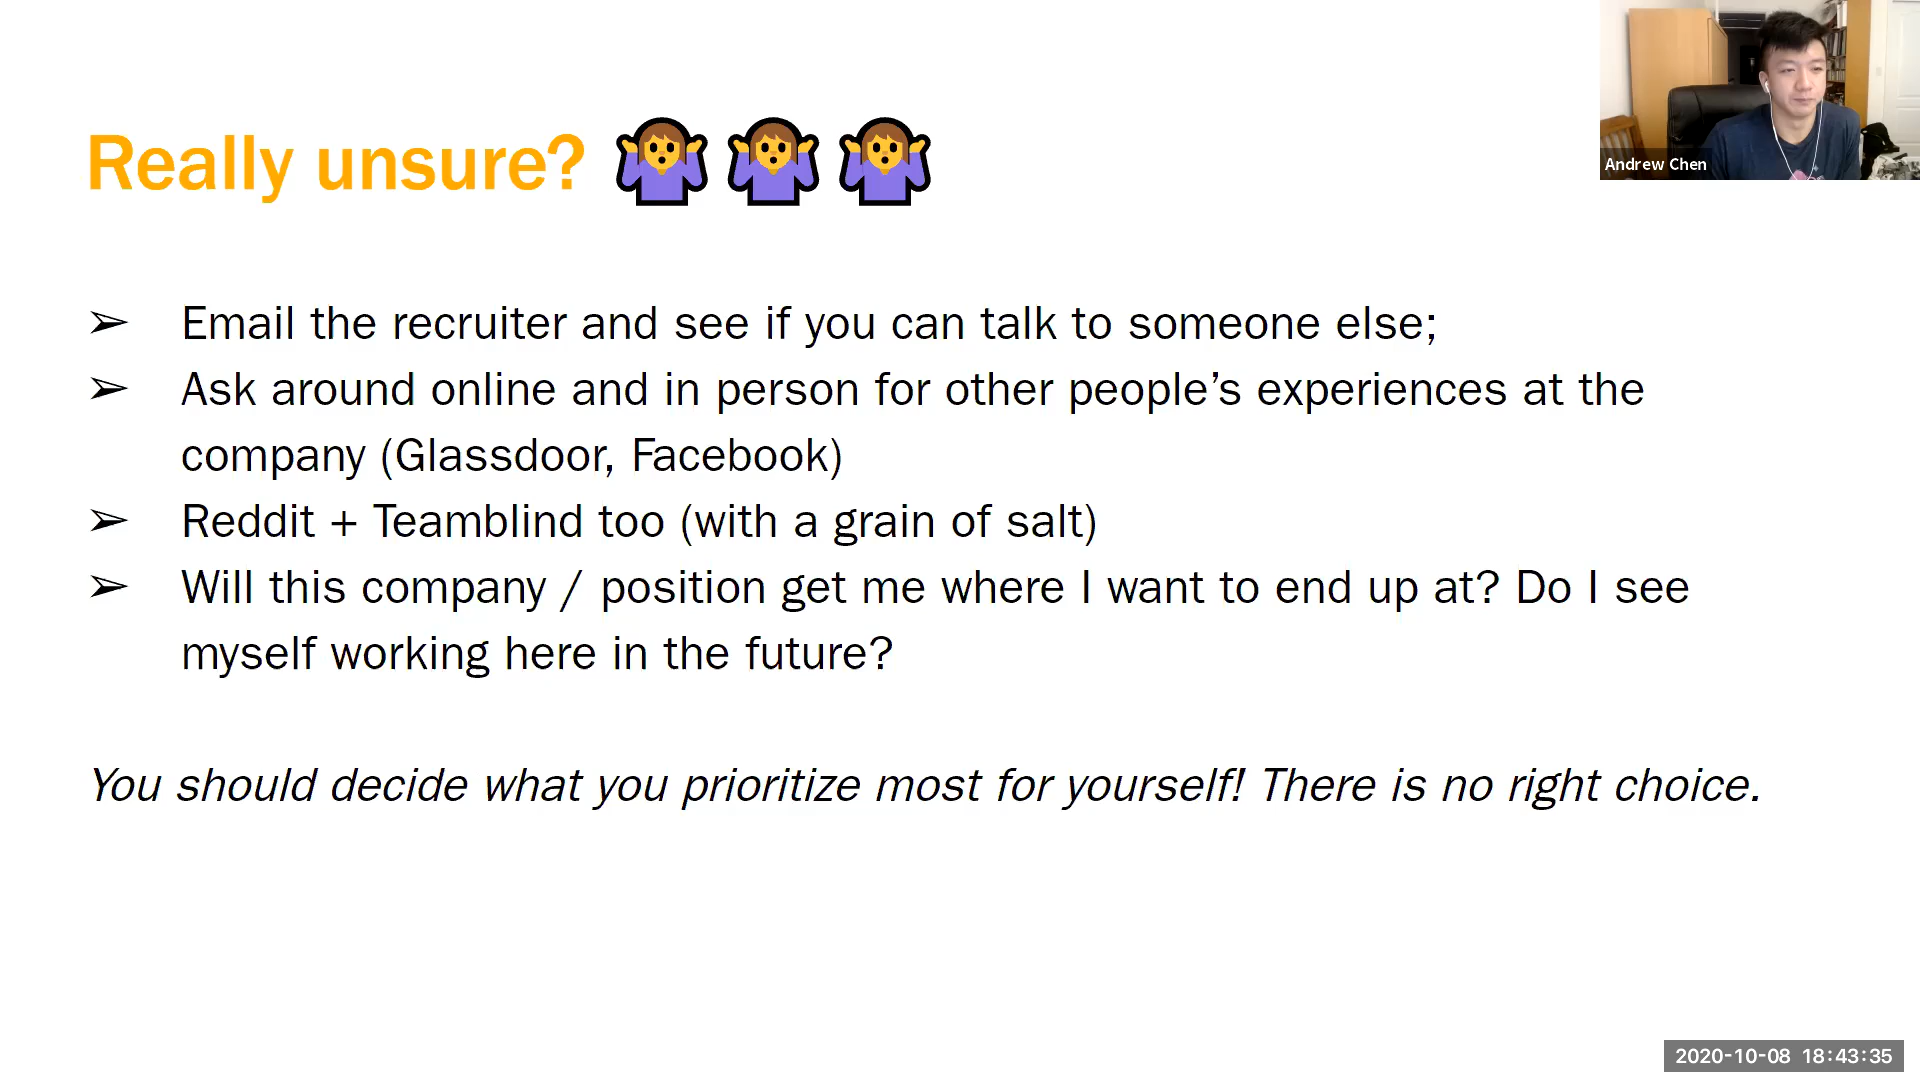 Really unsure? 🤷‍♀️ 🤷‍♀️ 🤷‍♀️
Andrew Chen
➢ Email the recruiter and see if you can talk to someone else;
➢ Ask around online and in person for other people’s experiences at the
company (Glassdoor, Facebook)
➢ Reddit + Teamblind too (with a grain of salt)
➢ Will this company / position get me where I want to end up at? Do I see
myself working here in the future?
You should decide what you prioritize most for yourself! There is no right choice.
2020-10-08 18:43:35